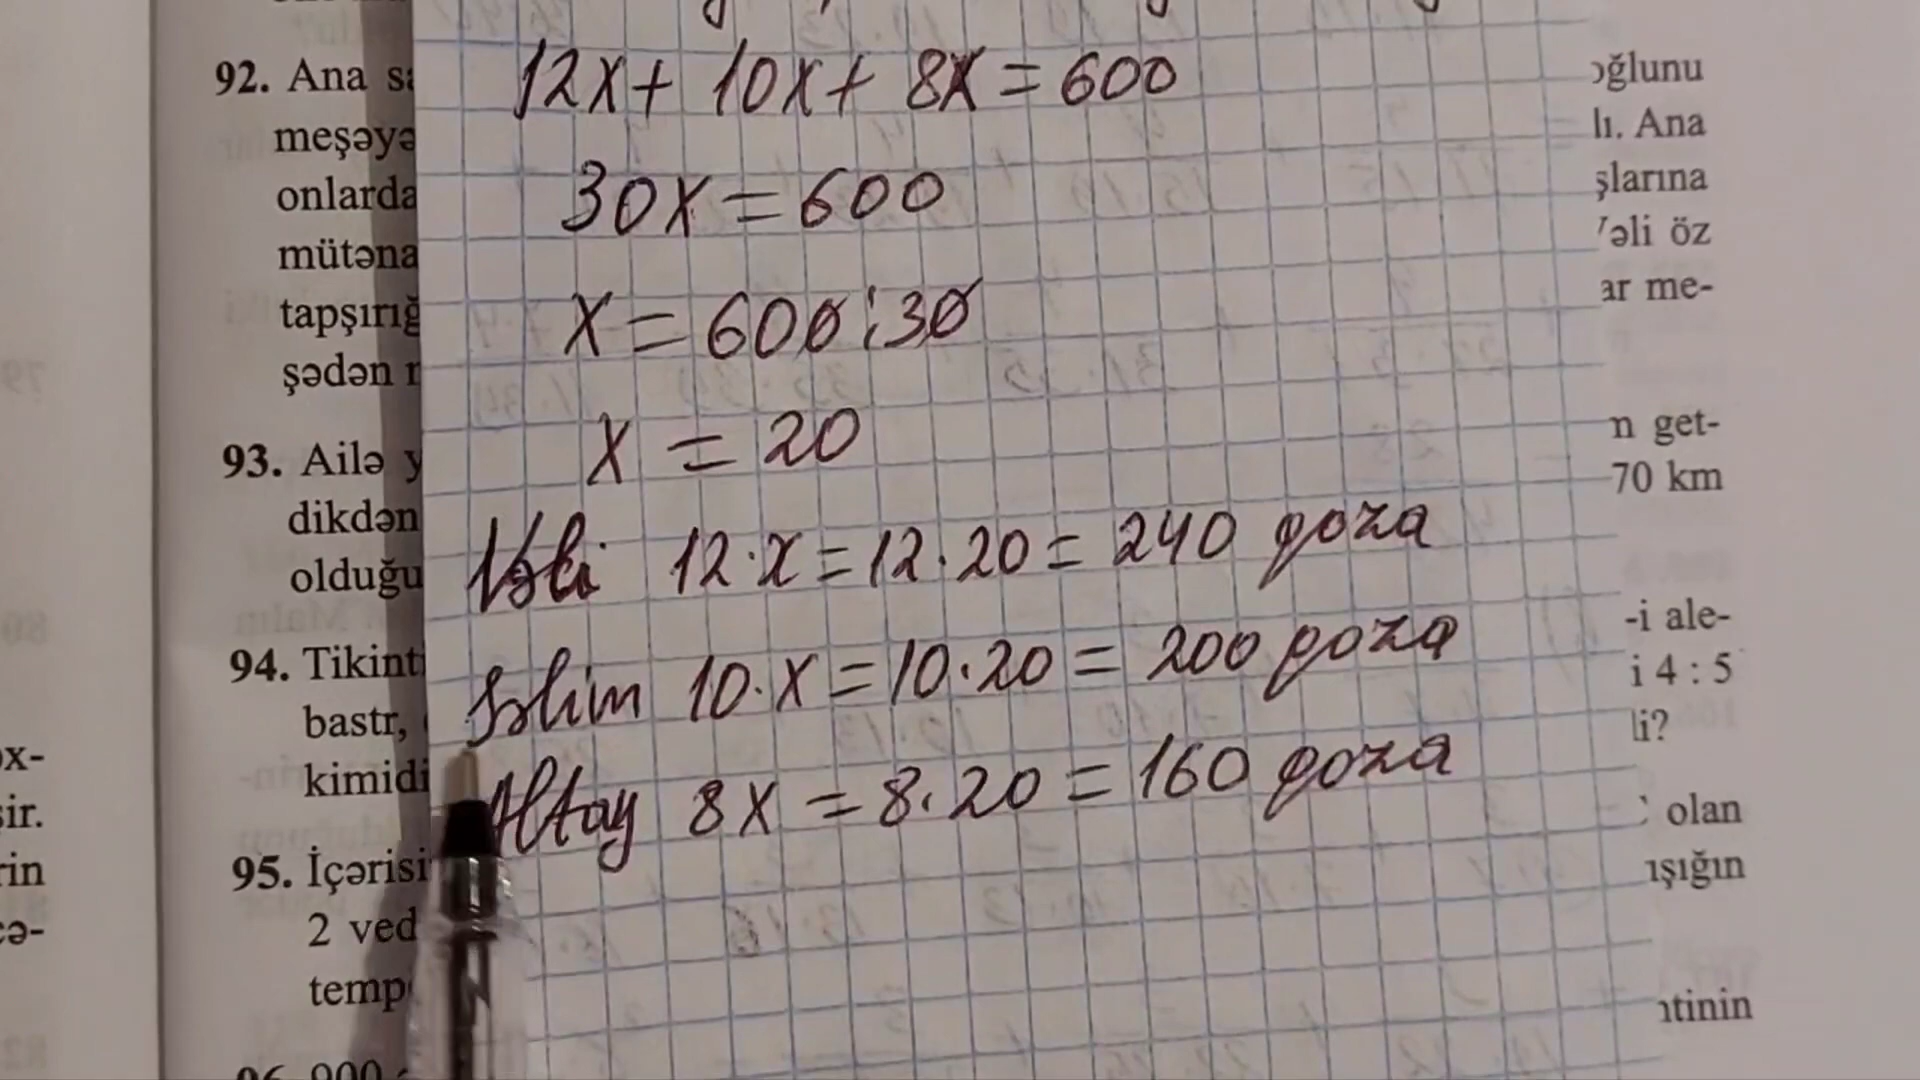 12x + 10x + 8x = 600
30x = 600
x = 600 : 30
x = 20
Vəli 12·x = 12·20 = 240 qoza
Səlim 10·x = 10·20 = 200 qoza
Altay 8x = 8·20 = 160 qoza
92. Ana
oğlunu
meşəyə
lı. Ana
onlarda
şlarına
mütəna
əli öz
tapşırığ
ar me-
şədən
93. Ailə y
n get-
dikdən
70 km
olduğu
94. Tikinti
-i ale-
bastr,
i 4 : 5
kimidi
li?
95. İçərisi
olan
2 ved
ışığın
temp
ıtinin
900
ox-
şir.
rin
cə-